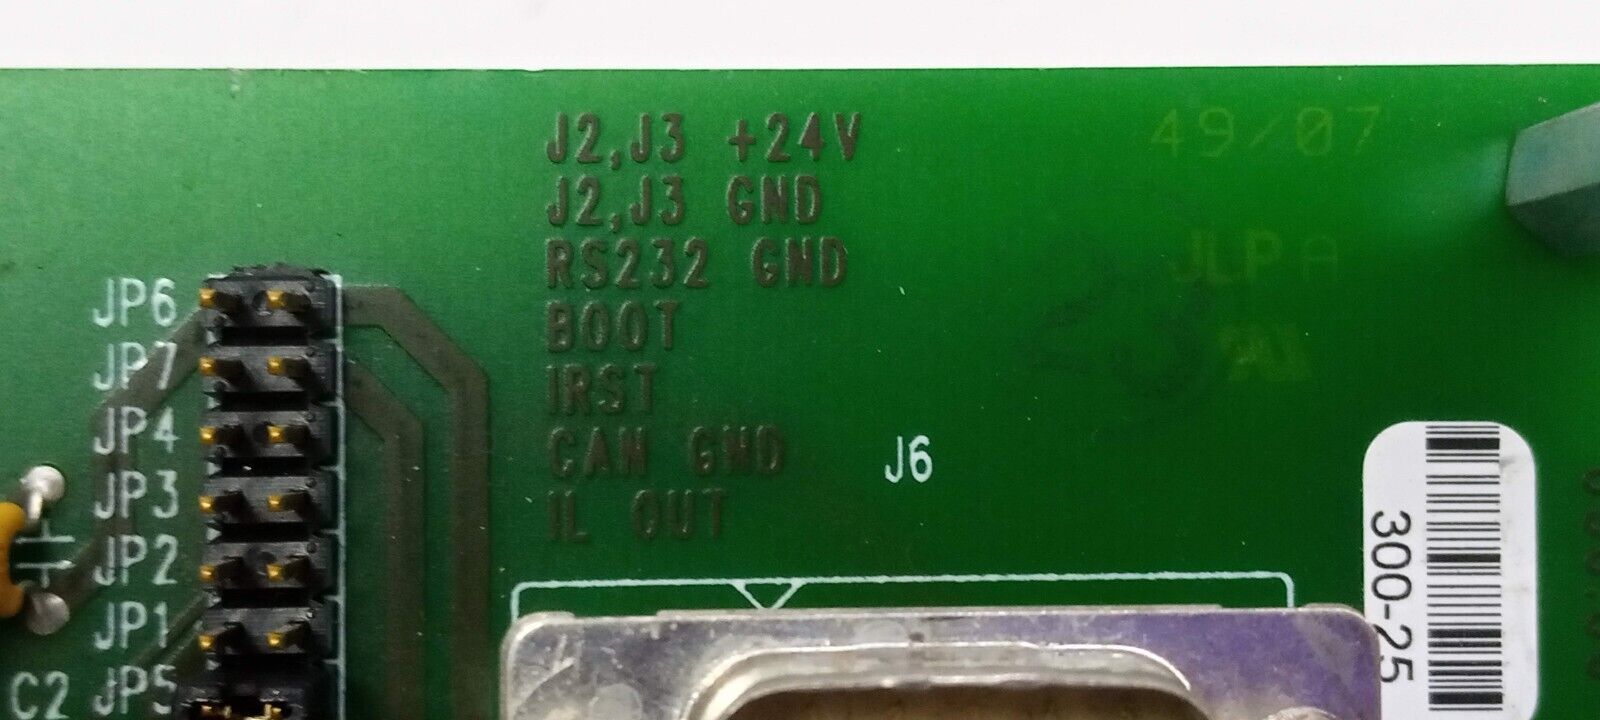 J2,J3 +24V
J2,J3 GND
RS232 GND
BOOT
IRST
CAN GND
IL OUT
49/07
JLP A
JP6
JP7
JP4
JP3
JP2
JP1
C2 JP5
J6
300-25